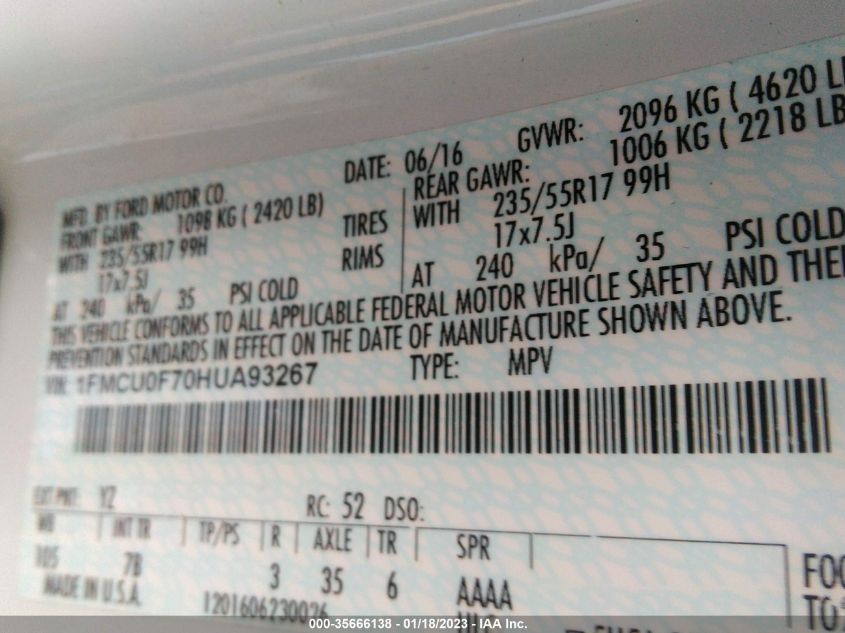 MFD. BY FORD MOTOR CO. DATE: 06/16 GVWR: 2096 KG ( 4620 L
FRONT GAWR: 1098 KG ( 2420 LB) REAR GAWR: 1006 KG ( 2218 LB
WITH 235/55R17 99H TIRES WITH 235/55R17 99H
17x7.5J RIMS 17x7.5J
AT 240 kPa/ 35 PSI COLD AT 240 kPa/ 35 PSI COLD
THIS VEHICLE CONFORMS TO ALL APPLICABLE FEDERAL MOTOR VEHICLE SAFETY AND THE
PREVENTION STANDARDS IN EFFECT ON THE DATE OF MANUFACTURE SHOWN ABOVE.
VIN: 1FMCU0F70HUA93267 TYPE: MPV
EXT PNT: YZ RC: 52 DSO:
WB INT TR TP/PS R AXLE TR SPR
105 7B 3 35 6 AAAA
MADE IN U.S.A. 1201606230026
FO
TO
000-35666138 - 01/18/2023 - IAA Inc.